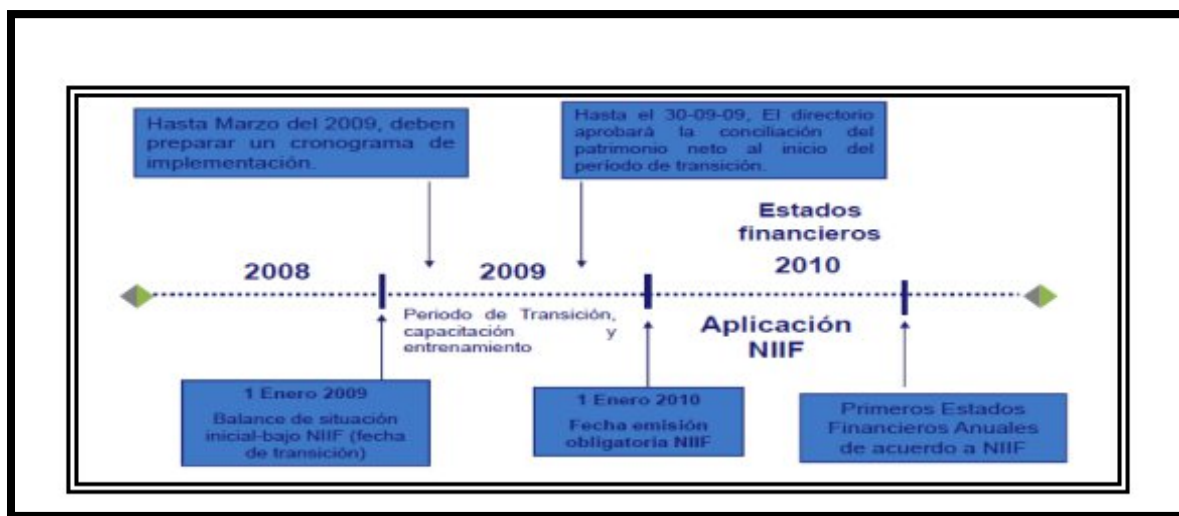 Hasta Marzo del 2009, deben
preparar un cronograma de
implementación.
Hasta el 30-09-09, El directorio
aprobará la conciliación del
patrimonio neto al inicio del
período de transición.
Estados
financieros
2008
2009
2010
Periodo de Transición,
capacitación y
entrenamiento
Aplicación
NIIF
1 Enero 2009
Balance de situación
inicial-bajo NIIF (fecha
de transición)
1 Enero 2010
Fecha emisión
obligatoria NIIF
Primeros Estados
Financieros Anuales
de acuerdo a NIIF